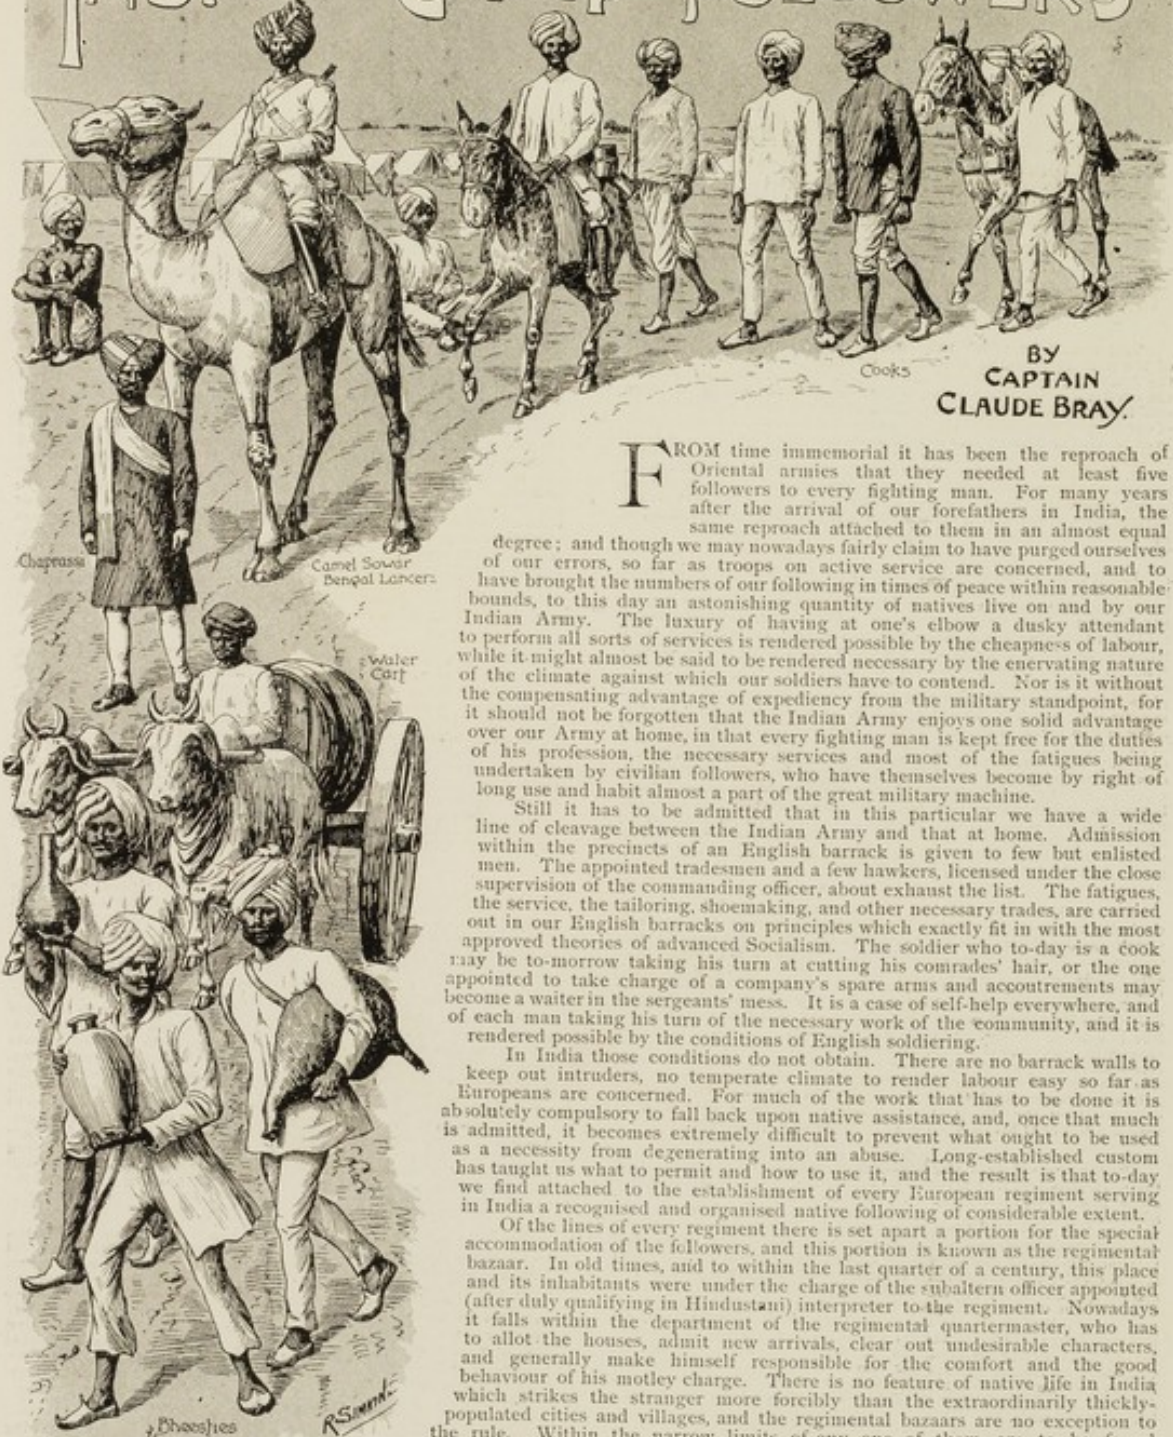 FOLLOWERS
BY
CAPTAIN
CLAUDE BRAY.
Cooks
Chaprassi
Camel Sowar
Bengal Lancers
Water
Cart
Bheesties
FROM time immemorial it has been the reproach of
Oriental armies that they needed at least five
followers to every fighting man. For many years
after the arrival of our forefathers in India, the
same reproach attached to them in an almost equal
degree; and though we may nowadays fairly claim to have purged ourselves
of our errors, so far as troops on active service are concerned, and to
have brought the numbers of our following in times of peace within reasonable
bounds, to this day an astonishing quantity of natives live on and by our
Indian Army. The luxury of having at one's elbow a dusky attendant
to perform all sorts of services is rendered possible by the cheapness of labour,
while it might almost be said to be rendered necessary by the enervating nature
of the climate against which our soldiers have to contend. Nor is it without
the compensating advantage of expediency from the military standpoint, for
it should not be forgotten that the Indian Army enjoys one solid advantage
over our Army at home, in that every fighting man is kept free for the duties
of his profession, the necessary services and most of the fatigues being
undertaken by civilian followers, who have themselves become by right of
long use and habit almost a part of the great military machine.
Still it has to be admitted that in this particular we have a wide
line of cleavage between the Indian Army and that at home. Admission
within the precincts of an English barrack is given to few but enlisted
men. The appointed tradesmen and a few hawkers, licensed under the close
supervision of the commanding officer, about exhaust the list. The fatigues,
the service, the tailoring, shoemaking, and other necessary trades, are carried
out in our English barracks on principles which exactly fit in with the most
approved theories of advanced Socialism. The soldier who to-day is a cook
may be to-morrow taking his turn at cutting his comrades' hair, or the one
appointed to take charge of a company's spare arms and accoutrements may
become a waiter in the sergeants' mess. It is a case of self-help everywhere, and
of each man taking his turn of the necessary work of the community, and it is
rendered possible by the conditions of English soldiering.
In India those conditions do not obtain. There are no barrack walls to
keep out intruders, no temperate climate to render labour easy so far as
Europeans are concerned. For much of the work that has to be done it is
absolutely compulsory to fall back upon native assistance, and, once that much
is admitted, it becomes extremely difficult to prevent what ought to be used
as a necessity from degenerating into an abuse. Long-established custom
has taught us what to permit and how to use it, and the result is that to-day
we find attached to the establishment of every European regiment serving
in India a recognised and organised native following of considerable extent.
Of the lines of every regiment there is set apart a portion for the special
accommodation of the followers, and this portion is known as the regimental
bazaar. In old times, and to within the last quarter of a century, this place
and its inhabitants were under the charge of the subaltern officer appointed
(after duly qualifying in Hindustani) interpreter to the regiment. Nowadays
it falls within the department of the regimental quartermaster, who has
to allot the houses, admit new arrivals, clear out undesirable characters,
and generally make himself responsible for the comfort and the good
behaviour of his motley charge. There is no feature of native life in India
which strikes the stranger more forcibly than the extraordinarily thickly-
populated cities and villages, and the regimental bazaars are no exception to
the rule. Within the narrow limits of